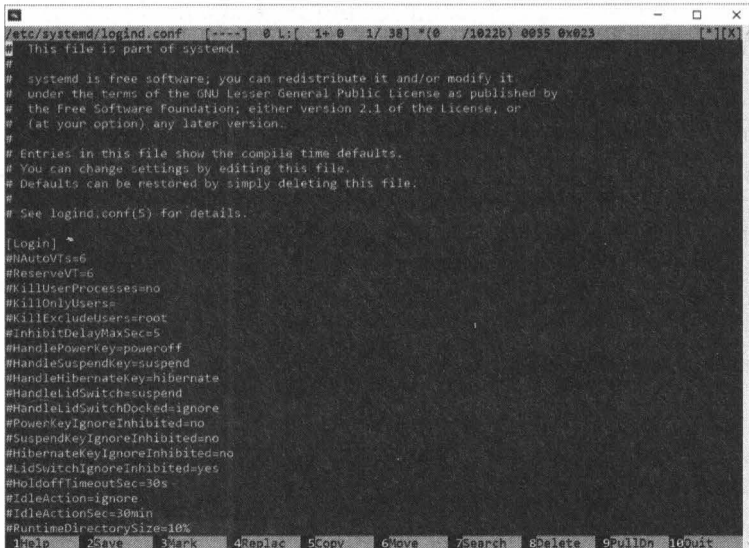 /etc/systemd/logind.conf [----] 0 L:[ 1+ 0 1/ 38] *(0 /1022b) 0035 0x023 [*][X]
# This file is part of systemd.
#
# systemd is free software; you can redistribute it and/or modify it
# under the terms of the GNU Lesser General Public License as published by
# the Free Software Foundation; either version 2.1 of the License, or
# (at your option) any later version.
#
# Entries in this file show the compile time defaults.
# You can change settings by editing this file.
# Defaults can be restored by simply deleting this file.
#
# See logind.conf(5) for details.
[Login]
#NAutoVTs=6
#ReserveVT=6
#KillUserProcesses=no
#KillOnlyUsers=
#KillExcludeUsers=root
#InhibitDelayMaxSec=5
#HandlePowerKey=poweroff
#HandleSuspendKey=suspend
#HandleHibernateKey=hibernate
#HandleLidSwitch=suspend
#HandleLidSwitchDocked=ignore
#PowerKeyIgnoreInhibited=no
#SuspendKeyIgnoreInhibited=no
#HibernateKeyIgnoreInhibited=no
#LidSwitchIgnoreInhibited=yes
#HoldoffTimeoutSec=30s
#IdleAction=ignore
#IdleActionSec=30min
#RuntimeDirectorySize=10%
1Help 2Save 3Mark 4Replac 5Copy 6Move 7Search 8Delete 9PullDn 10Quit